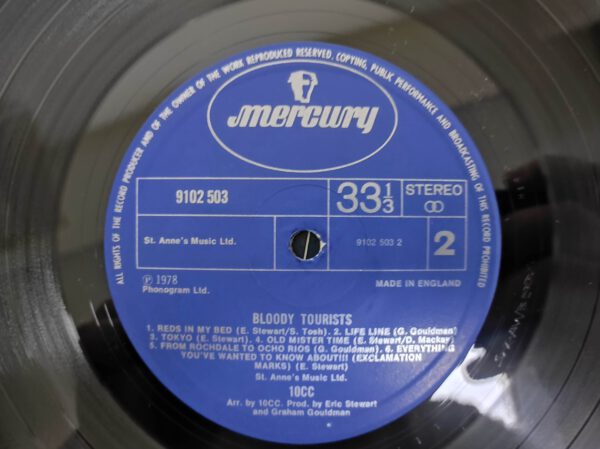 ALL RIGHTS OF THE RECORD PRODUCER AND OF THE OWNER OF THE WORK REPRODUCED RESERVED. COPYING, PUBLIC PERFORMANCE AND BROADCASTING OF THIS RECORD PROHIBITED
mercury
9102 503
33 1/3
STEREO
St. Anne's Music Ltd.
9102 503 2
2
℗ 1978
Phonogram Ltd.
MADE IN ENGLAND
BLOODY TOURISTS
1. REDS IN MY BED (E. Stewart/S. Tosh) 2. LIFE LINE (G. Gouldman)
3. TOKYO (E. Stewart) 4. OLD MISTER TIME (E. Stewart/D. Mackay)
5. FROM ROCHDALE TO OCHO RIOS (G. Gouldman) 6. EVERYTHING
YOU'VE WANTED TO KNOW ABOUT!!! (EXCLAMATION
MARKS) (E. Stewart)
St. Anne's Music Ltd.
10CC
Arr. by 10CC. Prod. by Eric Stewart
and Graham Gouldman